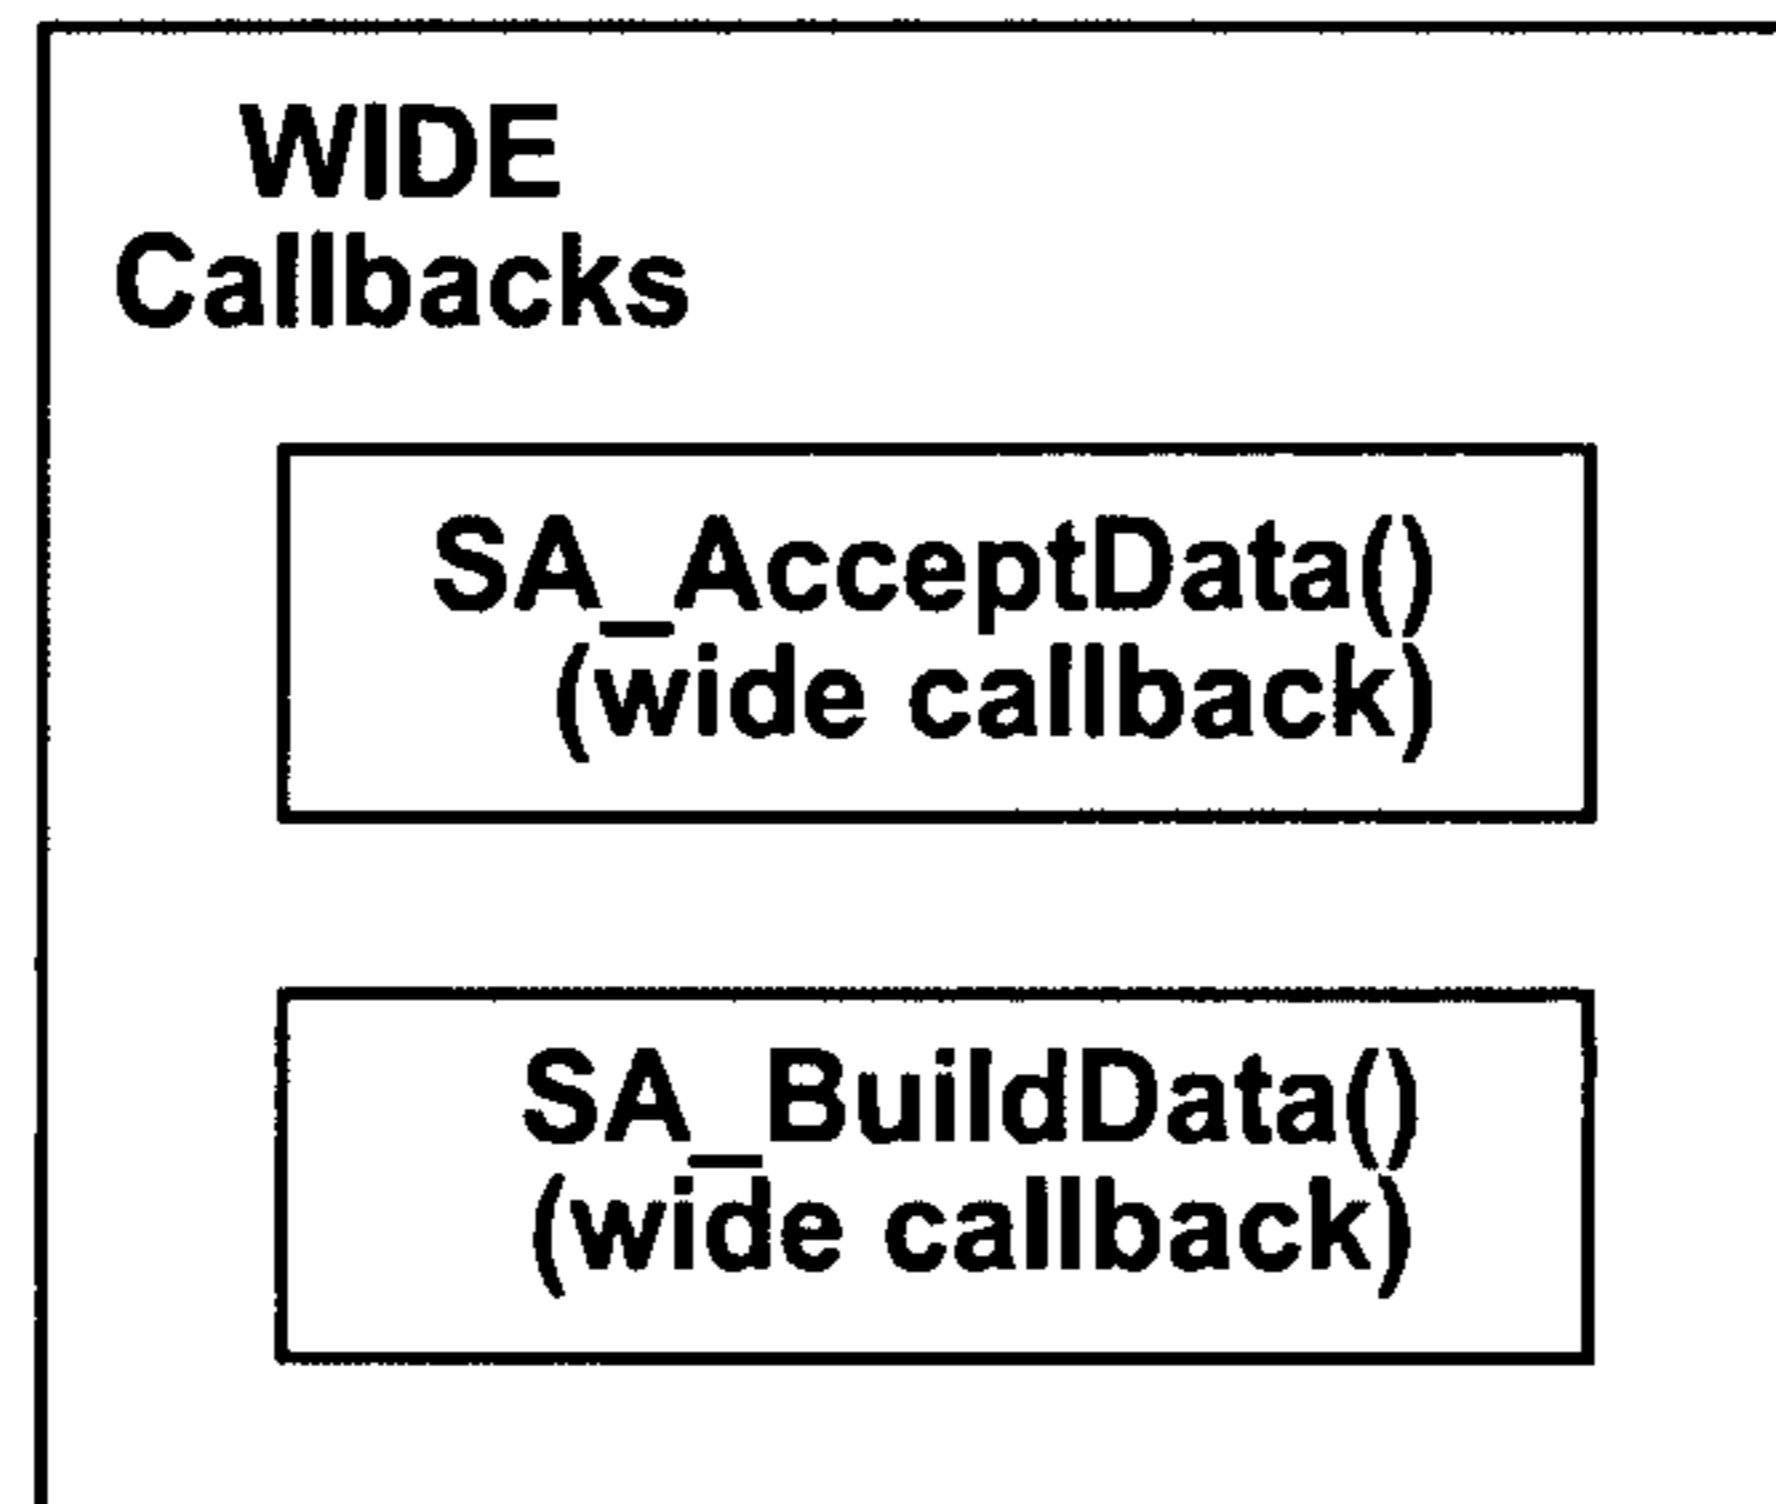 WIDE
Callbacks
SA_AcceptData()
(wide callback)
SA_BuildData()
(wide callback)